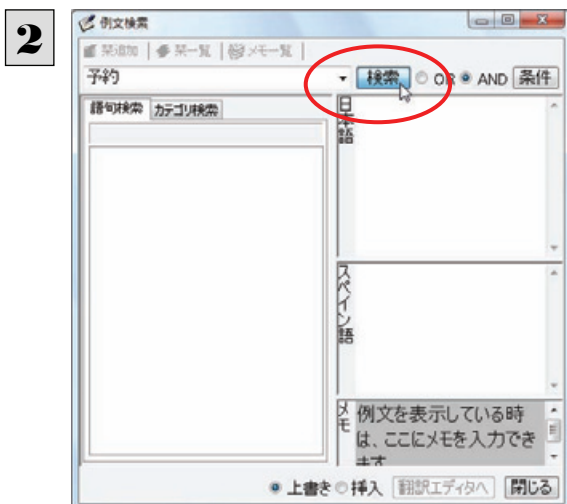 2
例文検索
栞追加 栞一覧 メモ一覧
予約 検索 OR AND 条件
語句検索 カテゴリ検索
日本語
スペイン語
メモ
例文を表示している時
は、ここにメモを入力でき
ます
上書き 挿入 翻訳エディタへ 閉じる